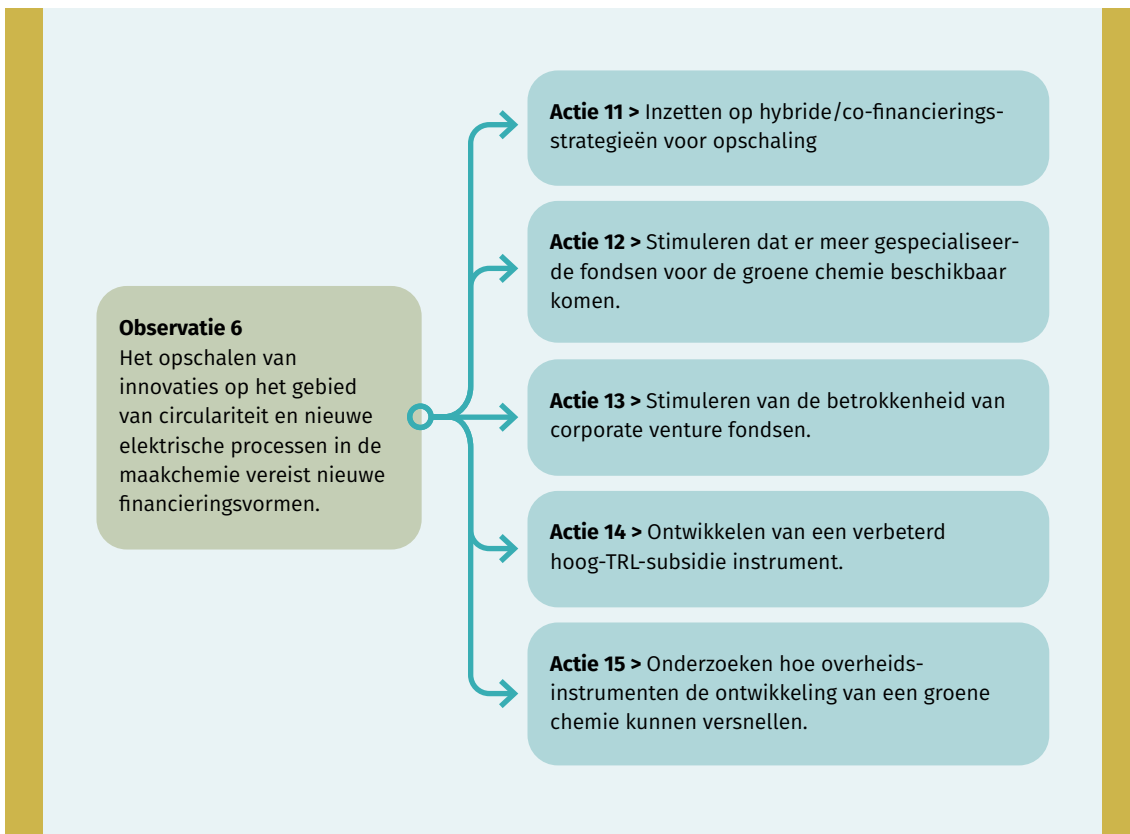 Observatie 6
Het opschalen van
innovaties op het gebied
van circulariteit en nieuwe
elektrische processen in de
maakchemie vereist nieuwe
financieringsvormen.
Actie 11 > Inzetten op hybride/co-financierings-
strategieën voor opschaling
Actie 12 > Stimuleren dat er meer gespecialiseer-
de fondsen voor de groene chemie beschikbaar
komen.
Actie 13 > Stimuleren van de betrokkenheid van
corporate venture fondsen.
Actie 14 > Ontwikkelen van een verbeterd
hoog-TRL-subsidie instrument.
Actie 15 > Onderzoeken hoe overheids-
instrumenten de ontwikkeling van een groene
chemie kunnen versnellen.